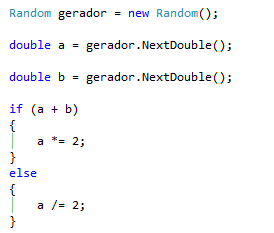 Random gerador = new Random();
double a = gerador.NextDouble();
double b = gerador.NextDouble();
if (a + b)
{
    a *= 2;
}
else
{
    a /= 2;
}